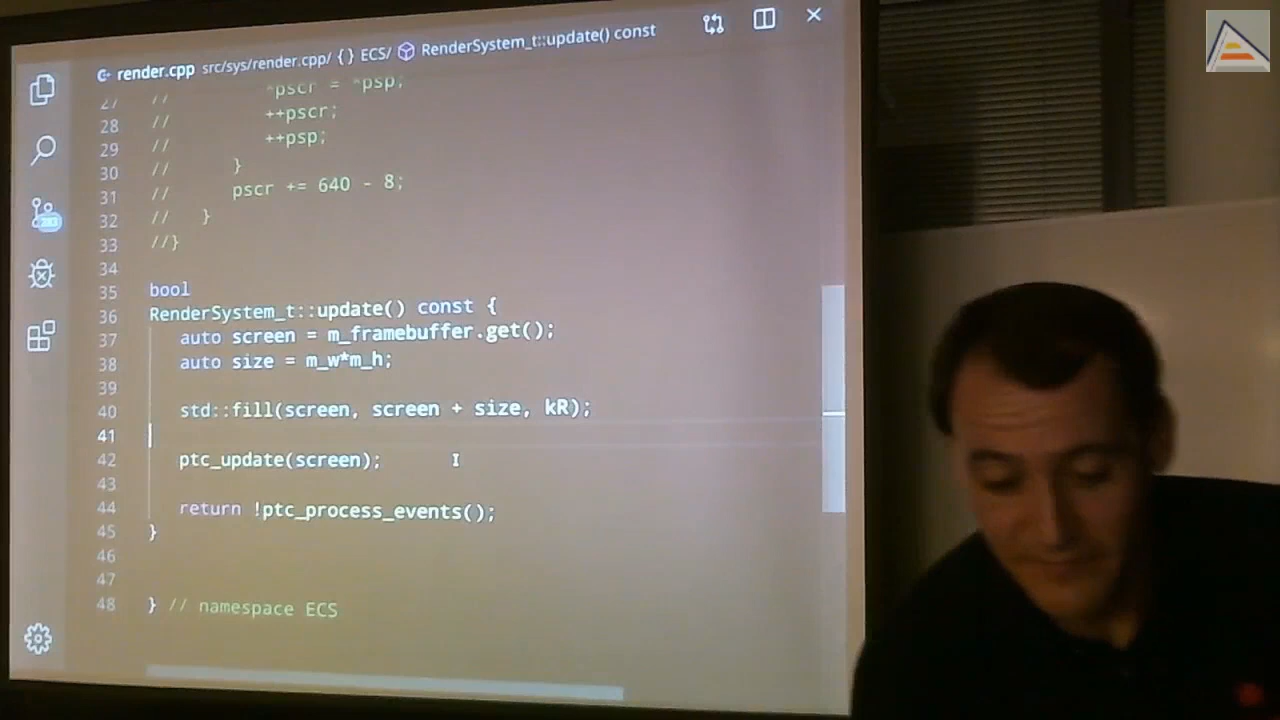 render.cpp src/sys/render.cpp/ {} ECS/ RenderSystem_t::update() const
27 // *pscr = *psp;
28 // ++pscr;
29 // ++psp;
30 // }
31 // pscr += 640 - 8;
32 // }
33 //}
34
35 bool
36 RenderSystem_t::update() const {
37 auto screen = m_framebuffer.get();
38 auto size = m_w*m_h;
39
40 std::fill(screen, screen + size, kR);
41
42 ptc_update(screen);
43
44 return !ptc_process_events();
45 }
46
47
48 } // namespace ECS